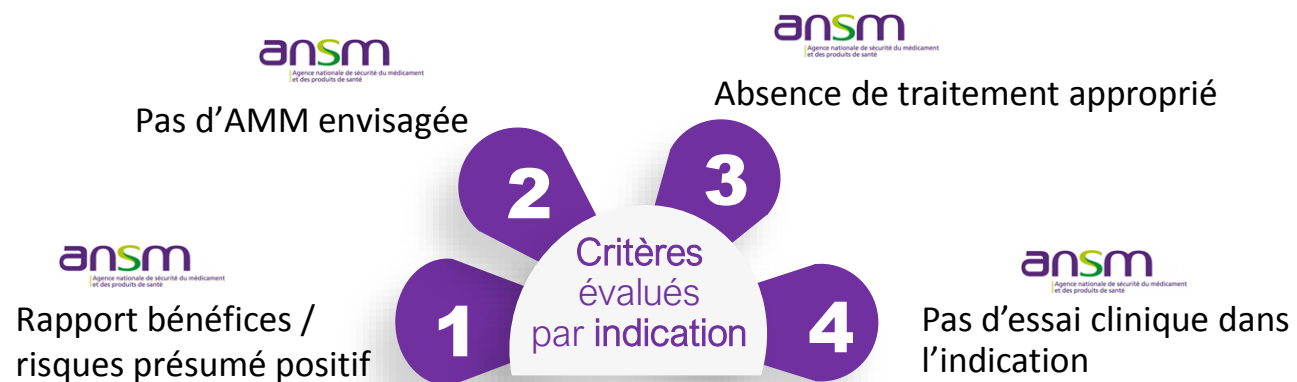 ansm
Agence nationale de sécurité du médicament
et des produits de santé
Pas d’AMM envisagée
ansm
Agence nationale de sécurité du médicament
et des produits de santé
Absence de traitement approprié
2
3
ansm
Agence nationale de sécurité du médicament
et des produits de santé
Rapport bénéfices /
risques présumé positif
1
Critères
évalués
par indication
4
ansm
Agence nationale de sécurité du médicament
et des produits de santé
Pas d’essai clinique dans
l’indication